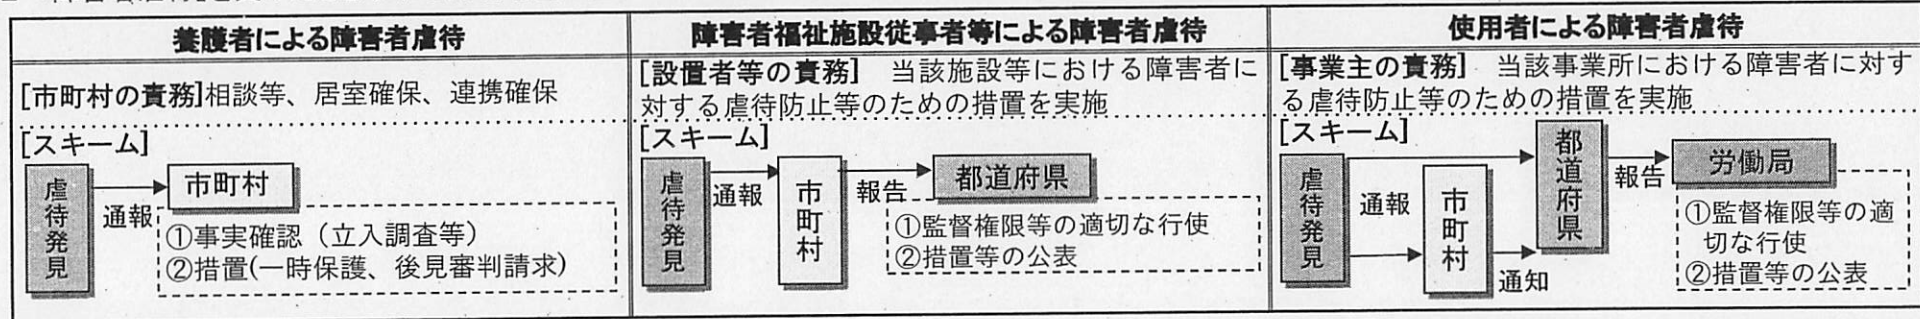 養護者による障害者虐待
[市町村の責務]相談等、居室確保、連携確保
[スキーム]
虐待発見
通報
市町村
①事実確認（立入調査等）
②措置(一時保護、後見審判請求)
障害者福祉施設従事者等による障害者虐待
[設置者等の責務]　当該施設等における障害者に
対する虐待防止等のための措置を実施
[スキーム]
虐待発見
通報
市町村
報告
都道府県
①監督権限等の適切な行使
②措置等の公表
使用者による障害者虐待
[事業主の責務]　当該事業所における障害者に対す
る虐待防止等のための措置を実施
[スキーム]
虐待発見
通報
市町村
通知
都道府県
報告
労働局
①監督権限等の適
切な行使
②措置等の公表